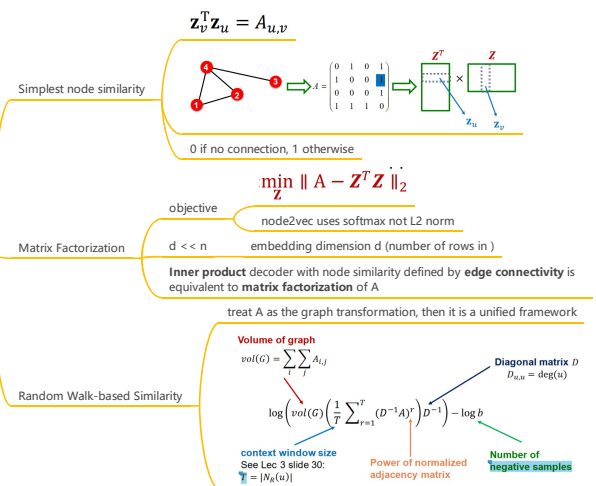 z_v^T z_u = A_{u,v}
Simplest node similarity
4
3
2
1
A = ( 0 1 0 1
1 0 0 1
0 0 0 1
1 1 1 0 )
Z^T × Z
z_u
z_v
0 if no connection, 1 otherwise
min_Z ‖ A − Z^T Z ‖_2
objective
node2vec uses softmax not L2 norm
Matrix Factorization
d << n
embedding dimension d (number of rows in )
Inner product decoder with node similarity defined by edge connectivity is
equivalent to matrix factorization of A
treat A as the graph transformation, then it is a unified framework
Random Walk-based Similarity
Volume of graph
vol(G) = ∑_i ∑_j A_{i,j}
Diagonal matrix D
D_{u,u} = deg(u)
log(vol(G)(1/T ∑_{r=1}^T (D^{-1}A)^r)D^{-1}) − log b
context window size
See Lec 3 slide 30:
T = |N_R(u)|
Power of normalized
adjacency matrix
Number of
negative samples